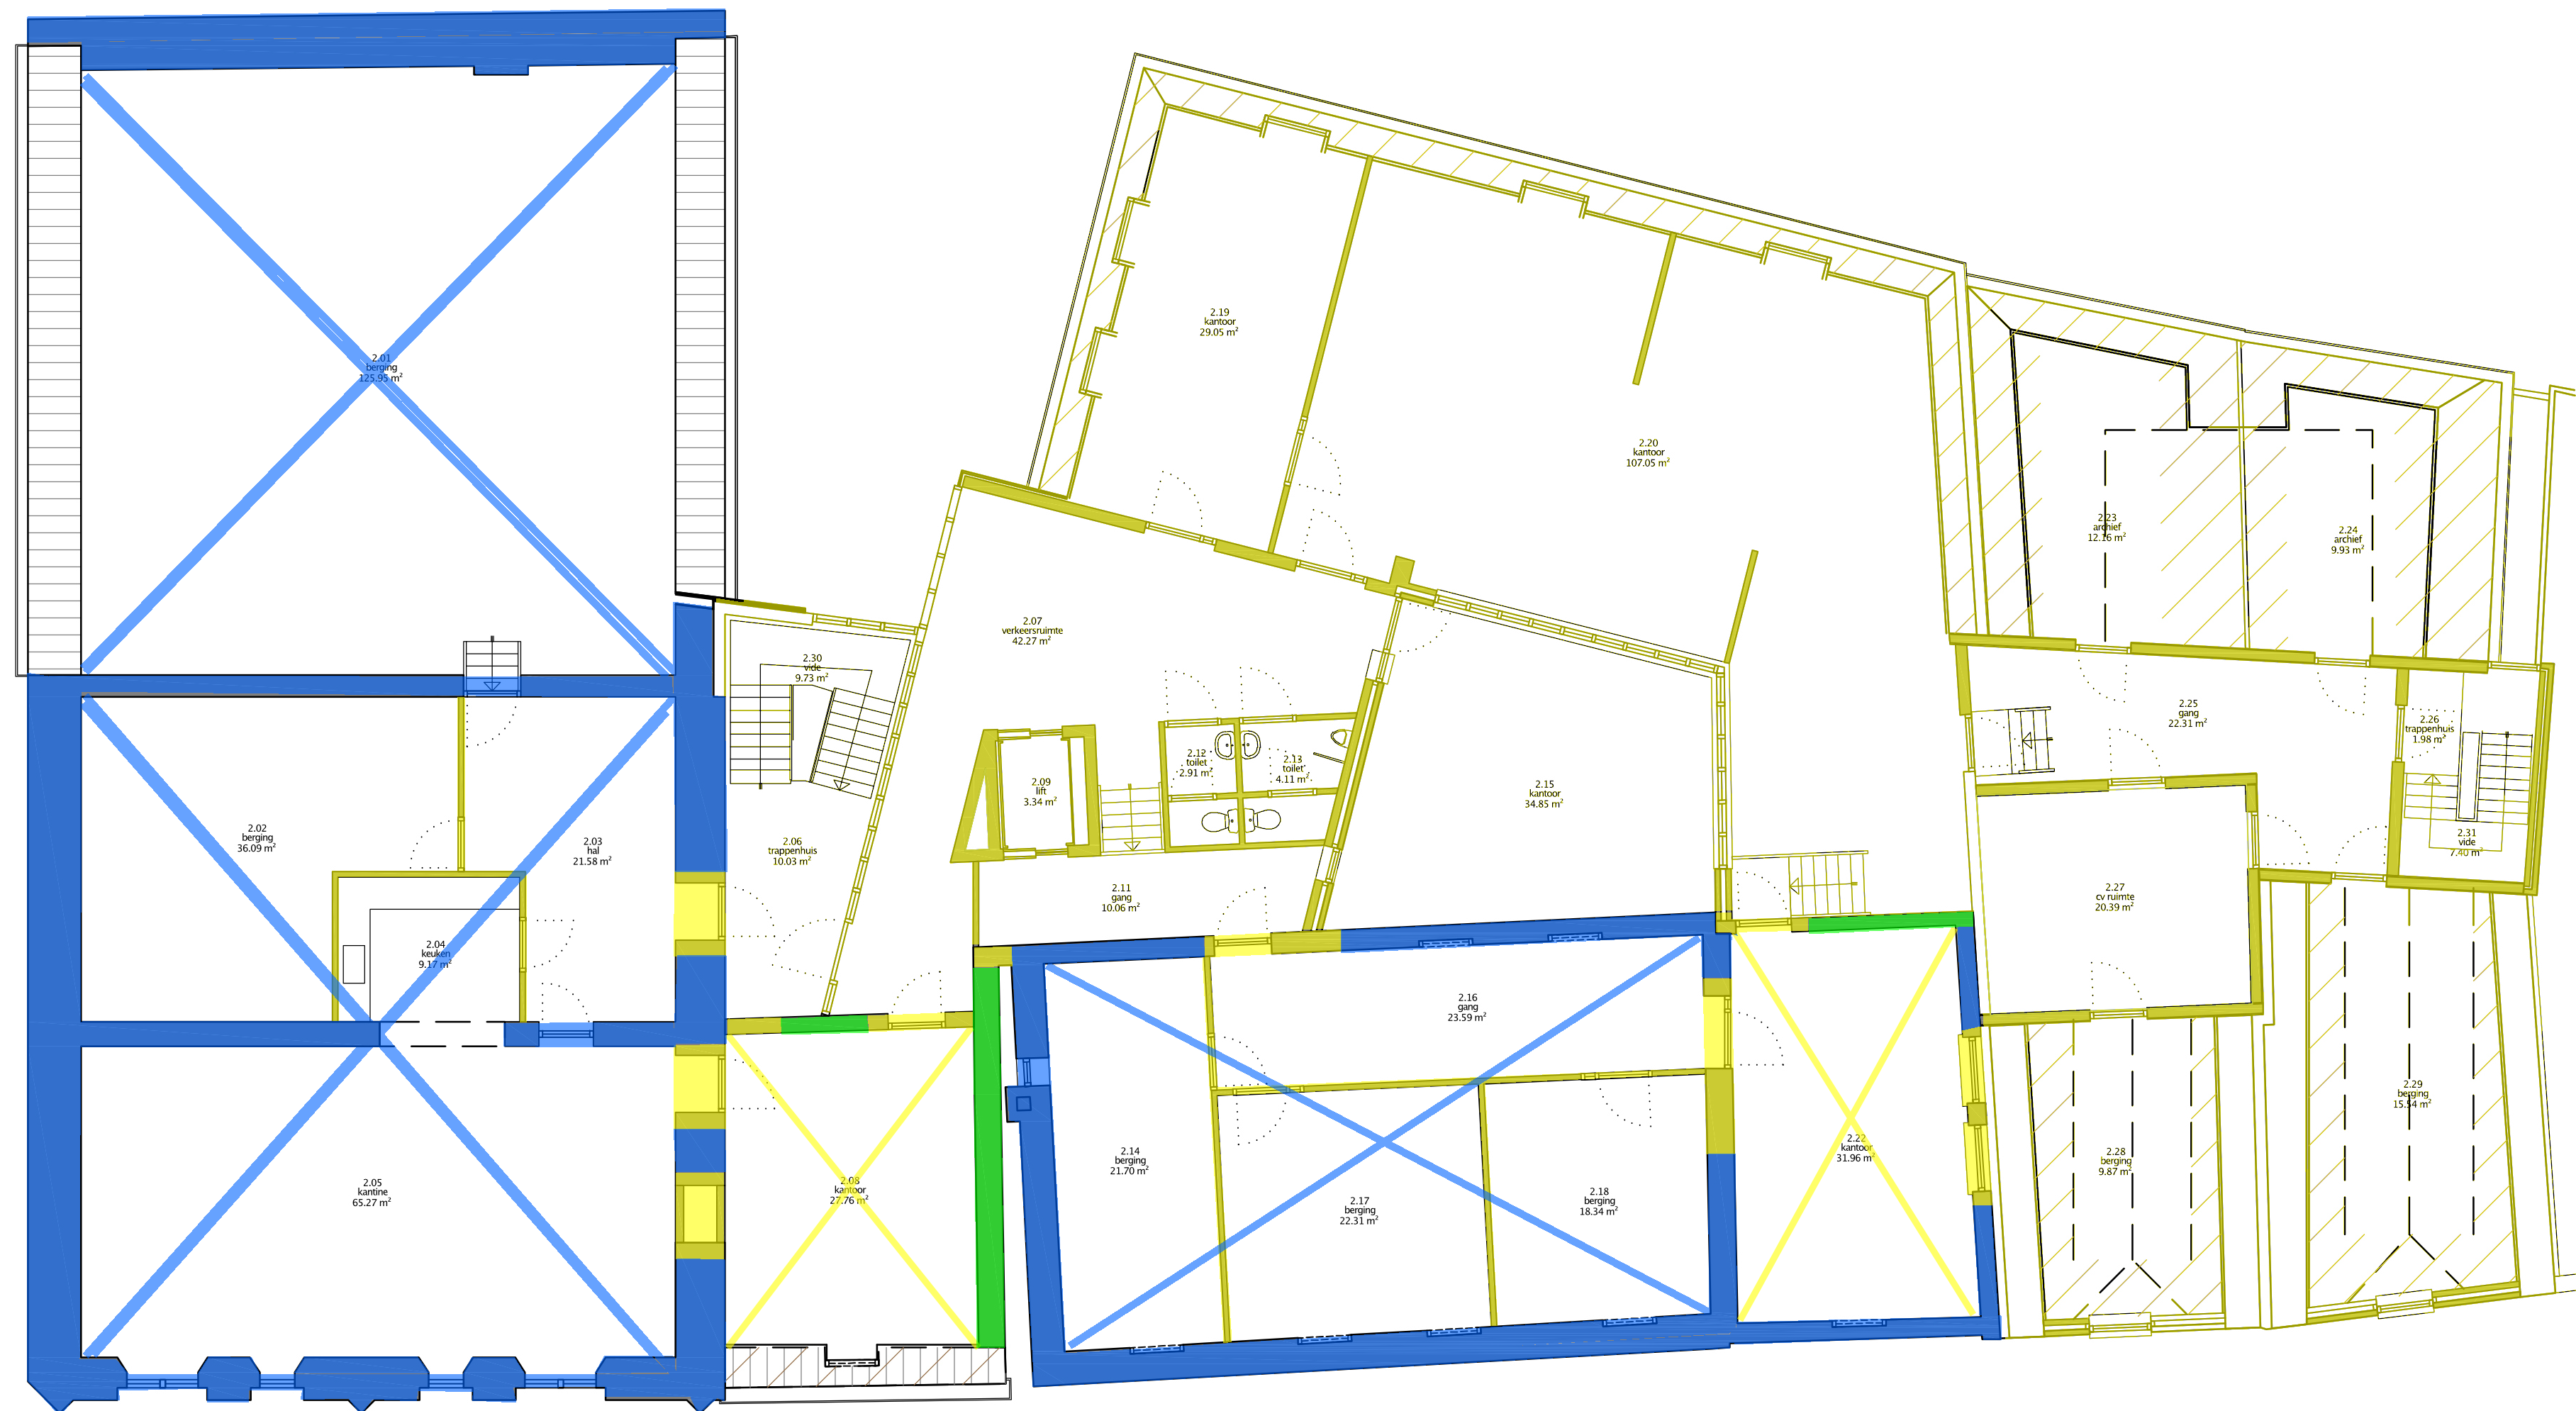 2.01
berging
125.95 m²
2.02
berging
36.09 m²
2.03
hal
21.58 m²
2.04
keuken
9.17 m²
2.05
kantine
65.27 m²
2.06
trappenhuis
10.03 m²
2.30
vide
9.73 m²
2.07
verkeersruimte
42.27 m²
2.08
kantoor
27.76 m²
2.09
lift
3.34 m²
2.11
gang
10.06 m²
2.12
toilet
2.91 m²
2.13
toilet
4.11 m²
2.14
berging
21.70 m²
2.15
kantoor
34.85 m²
2.16
gang
23.59 m²
2.17
berging
22.31 m²
2.18
berging
18.34 m²
2.19
kantoor
29.05 m²
2.20
kantoor
107.05 m²
2.22
kantoor
31.96 m²
2.23
archief
12.16 m²
2.24
archief
9.93 m²
2.25
gang
22.31 m²
2.26
trappenhuis
1.98 m²
2.31
vide
7.40 m²
2.27
cv ruimte
20.39 m²
2.28
berging
9.87 m²
2.29
berging
15.54 m²